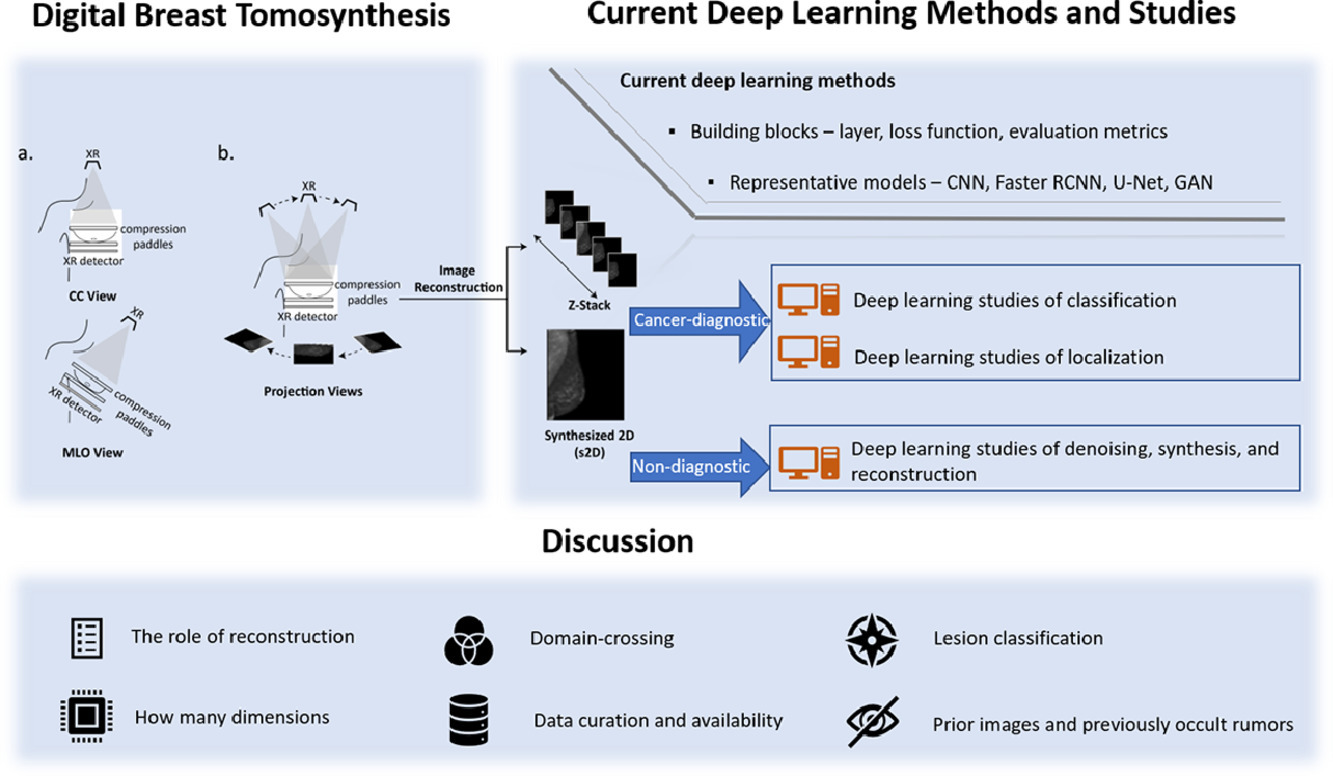 Digital Breast Tomosynthesis
Current Deep Learning Methods and Studies
a.
XR
compression
paddles
XR detector
CC View
XR
compression
paddles
XR detector
MLO View
b.
XR
compression
paddles
XR detector
Projection Views
Image
Reconstruction
Z-Stack
Synthesized 2D
(s2D)
Current deep learning methods
▪ Building blocks – layer, loss function, evaluation metrics
▪ Representative models – CNN, Faster RCNN, U-Net, GAN
Cancer-diagnostic
Deep learning studies of classification
Deep learning studies of localization
Non-diagnostic
Deep learning studies of denoising, synthesis, and
reconstruction
Discussion
The role of reconstruction
Domain-crossing
Lesion classification
How many dimensions
Data curation and availability
Prior images and previously occult rumors